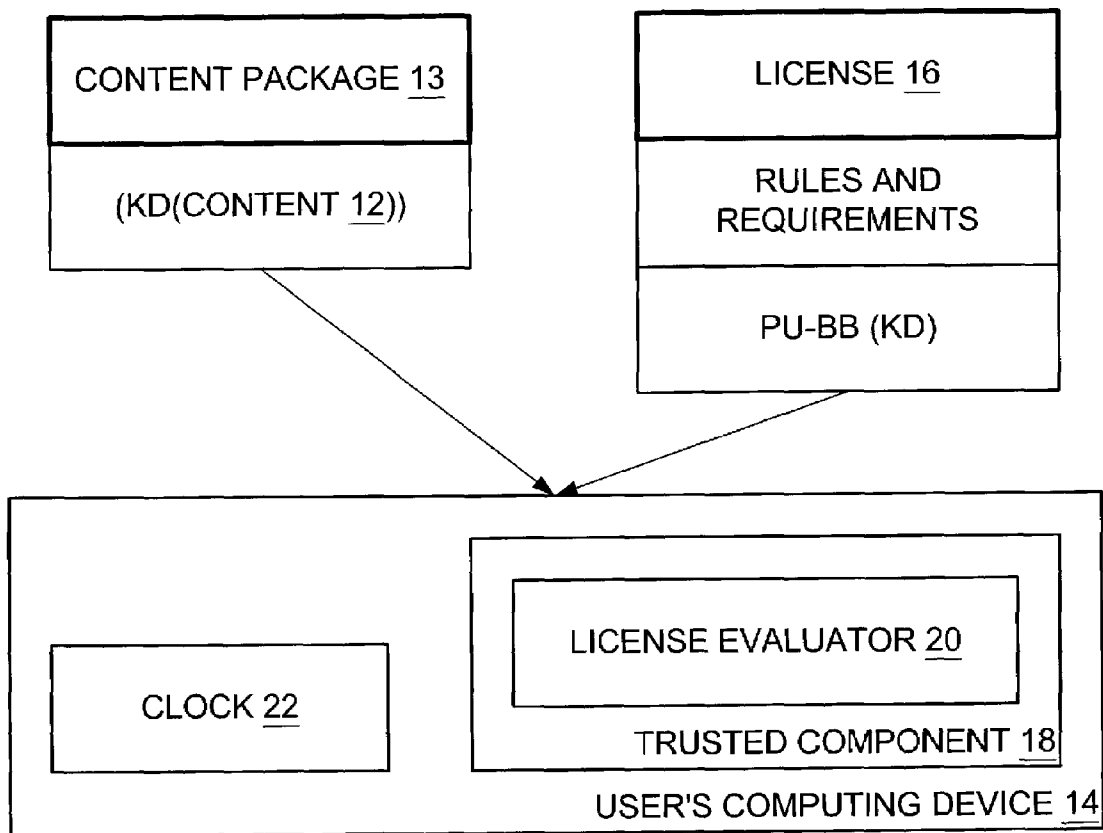 CONTENT PACKAGE 13
(KD(CONTENT 12))
LICENSE 16
RULES AND
REQUIREMENTS
PU-BB (KD)
LICENSE EVALUATOR 20
CLOCK 22
TRUSTED COMPONENT 18
USER'S COMPUTING DEVICE 14